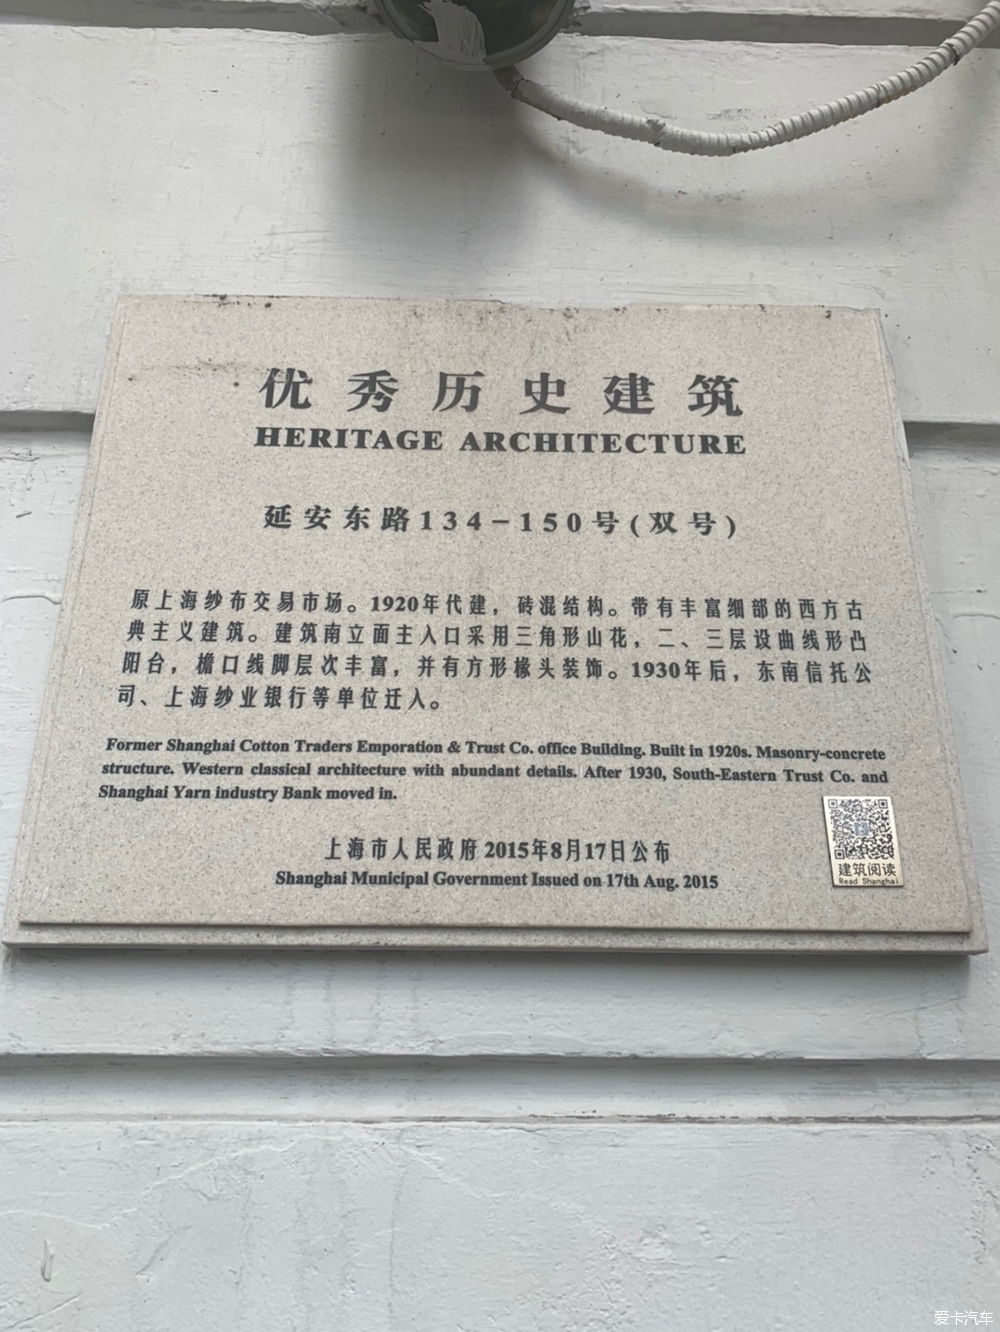 优秀历史建筑
HERITAGE ARCHITECTURE
延安东路134-150号(双号)
原上海纱布交易市场。1920年代建，砖混结构。带有丰富细部的西方古
典主义建筑。建筑南立面主入口采用三角形山花，二、三层设曲线形凸
阳台，檐口线脚层次丰富，并有方形椽头装饰。1930年后，东南信托公
司、上海纱业银行等单位迁入。
Former Shanghai Cotton Traders Emporation & Trust Co. office Building. Built in 1920s. Masonry-concrete
structure. Western classical architecture with abundant details. After 1930, South-Eastern Trust Co. and
Shanghai Yarn industry Bank moved in.
上海市人民政府 2015年8月17日公布
Shanghai Municipal Government Issued on 17th Aug. 2015
建筑阅读
Read Shanghai
爱卡汽车